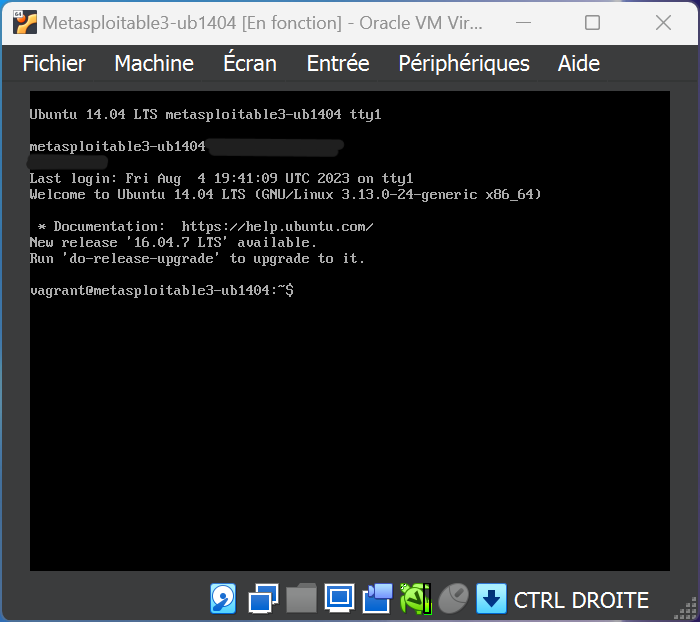 Metasploitable3-ub1404 [En fonction] - Oracle VM Vir...
Fichier Machine Écran Entrée Périphériques Aide
Ubuntu 14.04 LTS metasploitable3-ub1404 tty1
metasploitable3-ub1404
Last login: Fri Aug  4 19:41:09 UTC 2023 on tty1
Welcome to Ubuntu 14.04 LTS (GNU/Linux 3.13.0-24-generic x86_64)
 * Documentation:  https://help.ubuntu.com/
New release '16.04.7 LTS' available.
Run 'do-release-upgrade' to upgrade to it.
vagrant@metasploitable3-ub1404:~$
CTRL DROITE